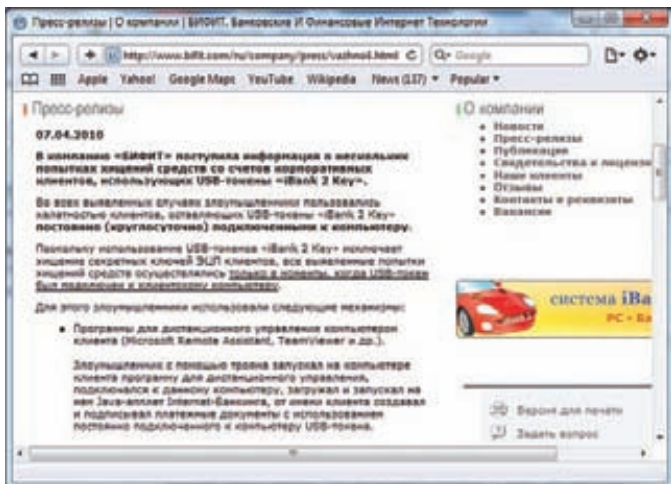 Пресс-релизы | О компании | БИФИТ. Банковские И Финансовые Интернет Технологии
http://www.bifit.com/ru/company/press/vazhno6.html
Google
Apple Yahoo! Google Maps YouTube Wikipedia News (137) Popular
Пресс-релизы
07.04.2010
В компанию «БИФИТ» поступила информация о нескольких
попытках хищений средств со счетов корпоративных
клиентов, использующих USB-токены «iBank 2 Key».
Во всех выявленных случаях злоумышленники пользовались
халатностью клиентов, оставляющих USB-токены «iBank 2 Key»
постоянно (круглосуточно) подключенными к компьютеру.
Поскольку использование USB-токенов «iBank 2 Key» исключает
хищение секретных ключей ЭЦП клиентов, все выявленные попытки
хищений средств осуществлялись только в моменты, когда USB-токен
был подключен к клиентскому компьютеру.
Для этого злоумышленники использовали следующие механизмы:
Программы для дистанционного управления компьютером
клиента (Microsoft Remote Assistant, TeamViewer и др.).
Злоумышленник с помощью трояна запускал на компьютере
клиента программу для дистанционного управления,
подключался к данному компьютеру, загружал и запускал на
нем Java-апплет Internet-Банкинга, от имени клиента создавал
и подписывал платежные документы с использованием
постоянно подключенного к компьютеру USB-токена.
О компании
Новости
Пресс-релизы
Публикации
Свидетельства и лицензи
Наши клиенты
Отзывы
Контакты и реквизиты
Вакансии
система iBa
PC - Ba
Версия для печати
Задать вопрос